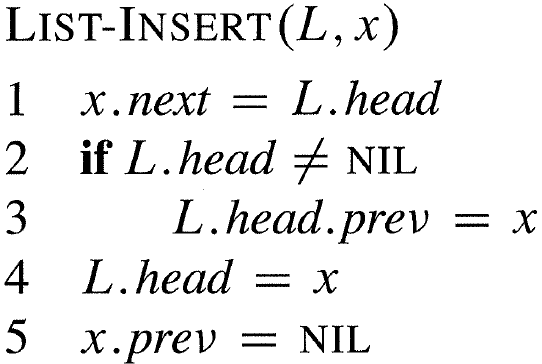 LIST-INSERT(L, x)
1 x.next = L.head
2 if L.head ≠ NIL
3 L.head.prev = x
4 L.head = x
5 x.prev = NIL